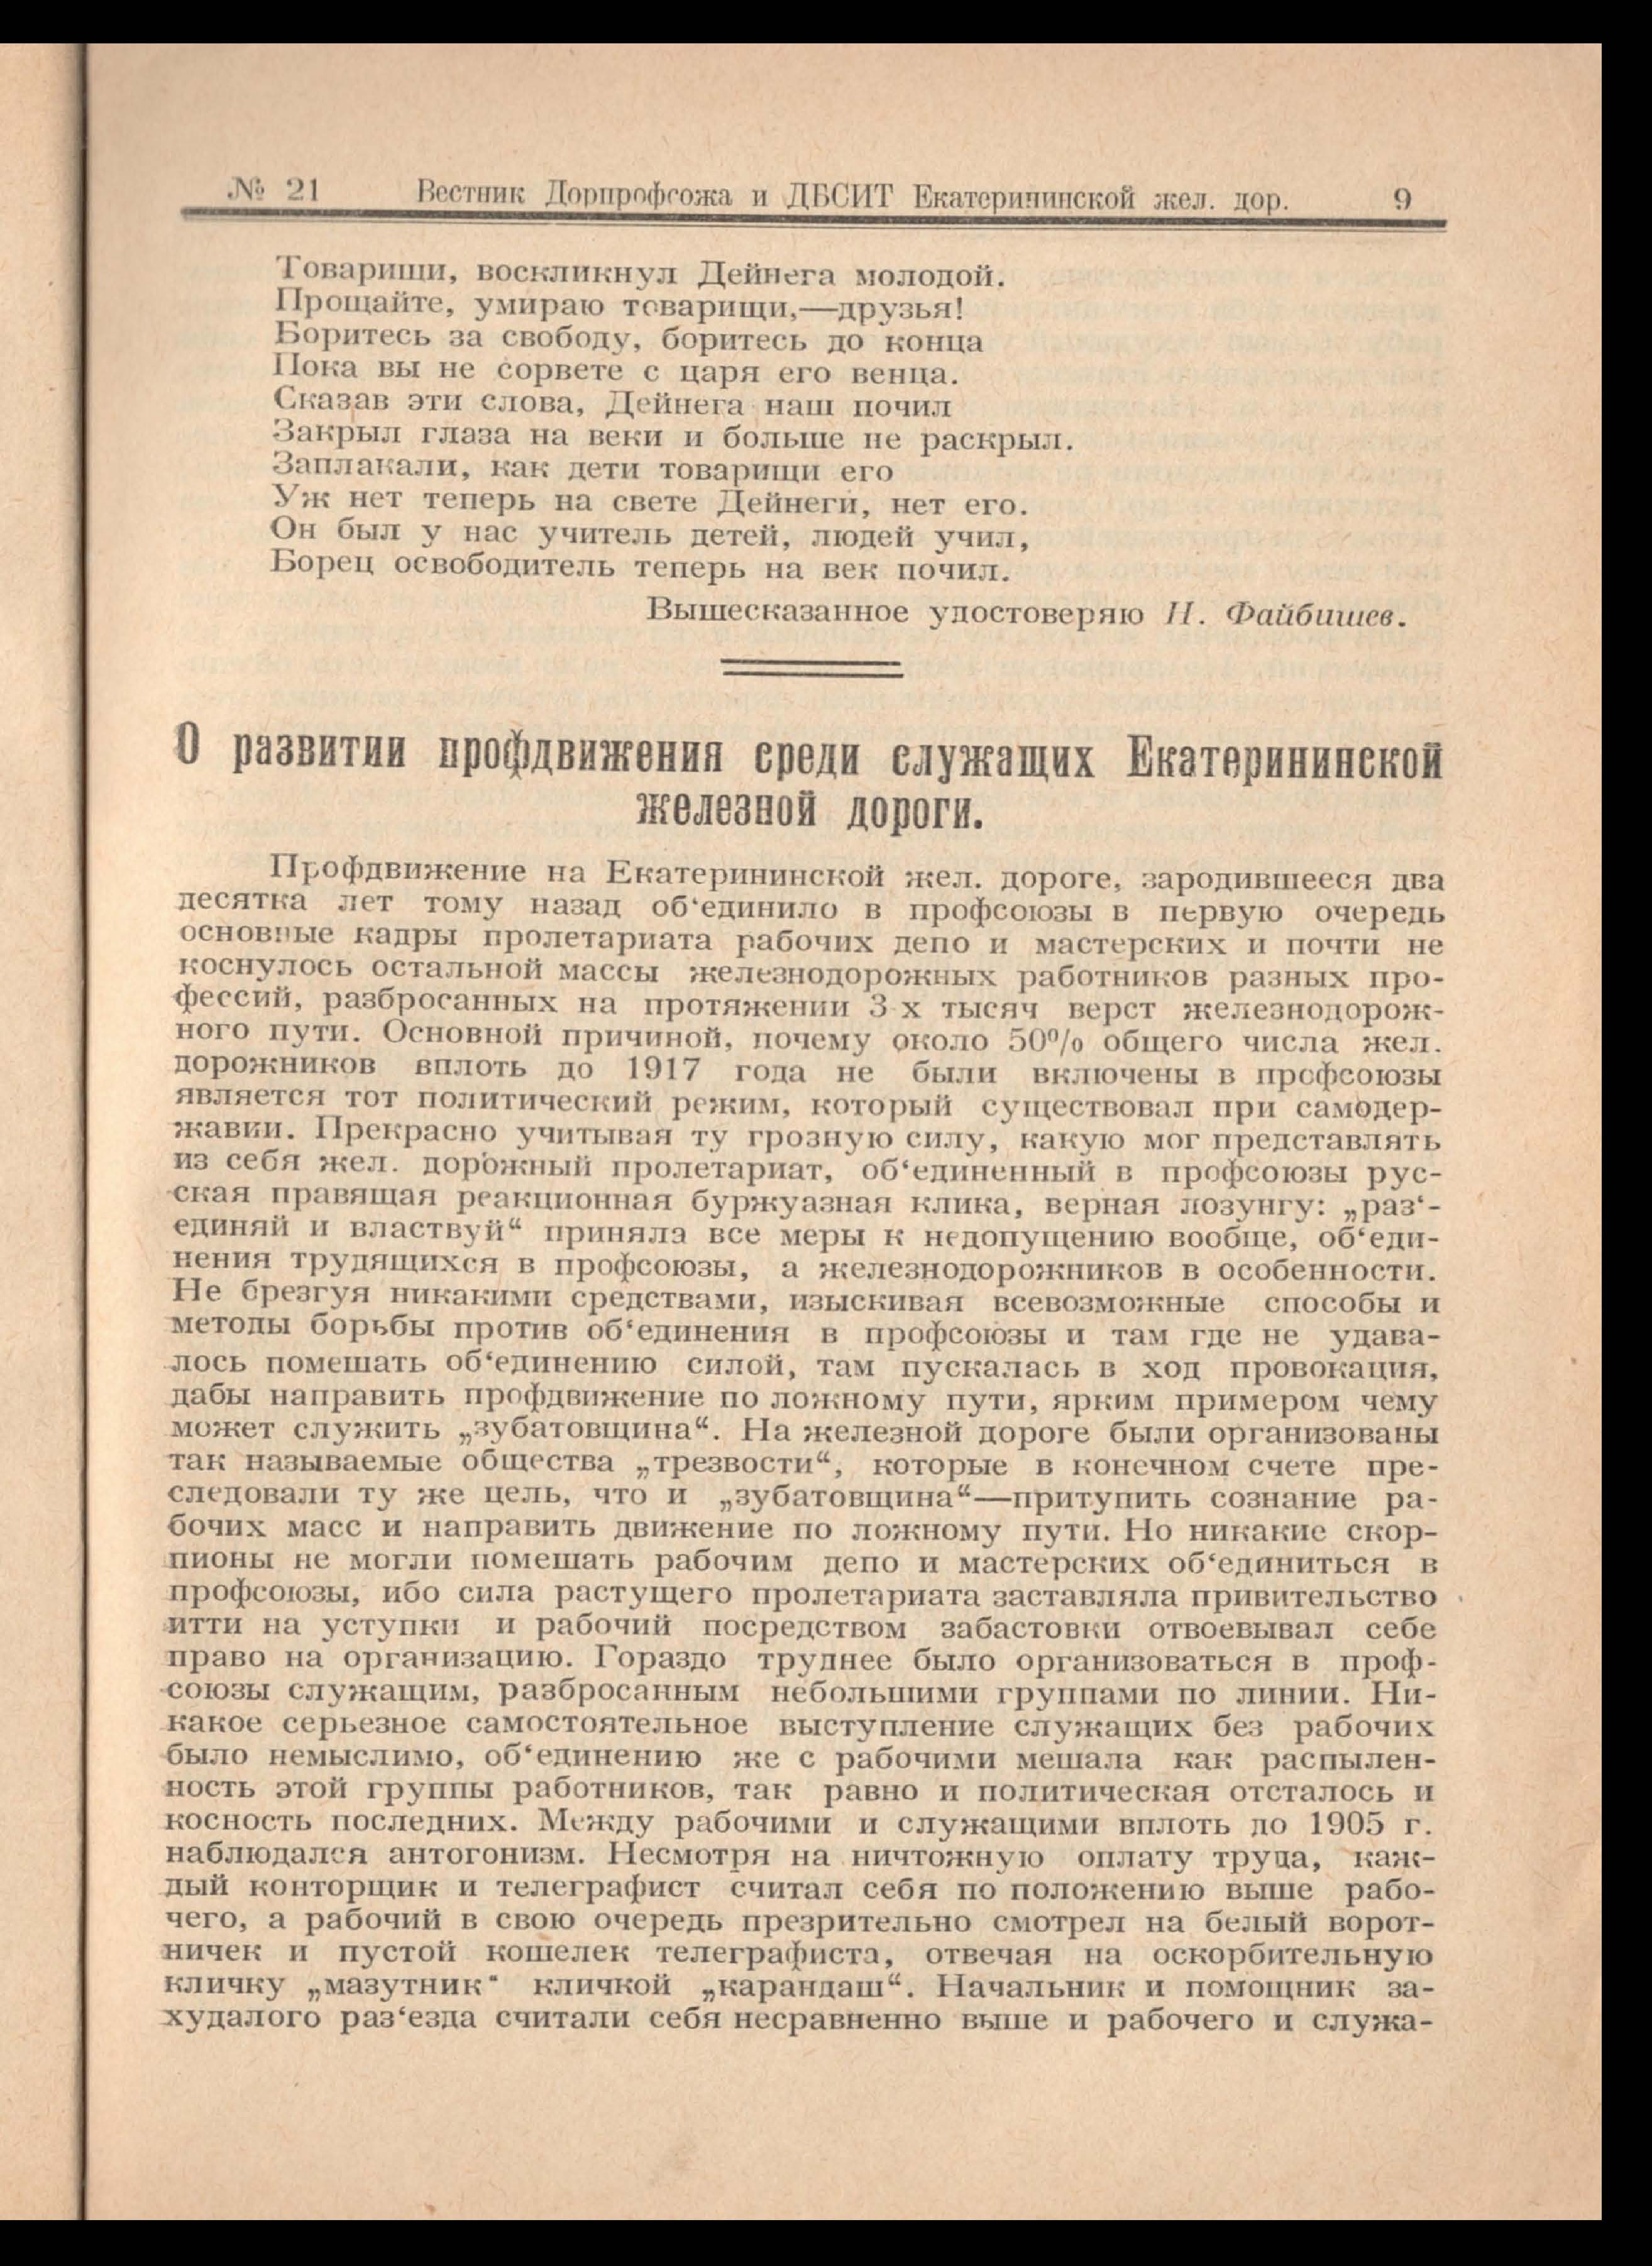 № 21 Вестник Дорпрофсожа и ДБСИТ Екатерининской жел. дор. 9
Товарищи, воскликнул Дейнега молодой.
Прощайте, умираю товарищи,—друзья!
Боритесь за свободу, боритесь до конца
Пока вы не сорвете с царя его венца.
Сказав эти слова, Дейнега наш почил
Закрыл глаза на веки и больше не раскрыл.
Заплакали, как дети товарищи его
Уж нет теперь на свете Дейнеги, нет его.
Он был у нас учитель детей, людей учил,
Борец освободитель теперь на век почил.
Вышесказанное удостоверяю Н. Файбишев.
О развитии профдвижения среди служащих Екатерининской
железной дороги.
Профдвижение на Екатерининской жел. дороге, зародившееся два
десятка лет тому назад об‘единило в профсоюзы в первую очередь
основные кадры пролетариата рабочих депо и мастерских и почти не
коснулось остальной массы железнодорожных работников разных про-
фессий, разбросанных на протяжении 3-х тысяч верст железнодорож-
ного пути. Основной причиной, почему около 50% общего числа жел.
дорожников вплоть до 1917 года не были включены в профсоюзы
является тот политический режим, который существовал при самодер-
жавии. Прекрасно учитывая ту грозную силу, какую мог представлять
из себя жел. дорожный пролетариат, об‘единенный в профсоюзы рус-
ская правящая реакционная буржуазная клика, верная лозунгу: „раз‘-
единяй и властвуй“ приняла все меры к недопущению вообще, об‘еди-
нения трудящихся в профсоюзы, а железнодорожников в особенности.
Не брезгуя никакими средствами, изыскивая всевозможные способы и
методы борьбы против об‘единения в профсоюзы и там где не удава-
лось помешать об‘единению силой, там пускалась в ход провокация,
дабы направить профдвижение по ложному пути, ярким примером чему
может служить „зубатовщина“. На железной дороге были организованы
так называемые общества „трезвости“, которые в конечном счете пре-
следовали ту же цель, что и „зубатовщина“—притупить сознание ра-
бочих масс и направить движение по ложному пути. Но никакие скор-
пионы не могли помешать рабочим депо и мастерских об‘единиться в
профсоюзы, ибо сила растущего пролетариата заставляла привительство
итти на уступки и рабочий посредством забастовки отвоевывал себе
право на организацию. Гораздо труднее было организоваться в проф-
союзы служащим, разбросанным небольшими группами по линии. Ни-
какое серьезное самостоятельное выступление служащих без рабочих
было немыслимо, об‘единению же с рабочими мешала как распылен-
ность этой группы работников, так равно и политическая отсталось и
косность последних. Между рабочими и служащими вплоть до 1905 г.
наблюдался антогонизм. Несмотря на ничтожную оплату труда, каж-
дый конторщик и телеграфист считал себя по положению выше рабо-
чего, а рабочий в свою очередь презрительно смотрел на белый ворот-
ничек и пустой кошелек телеграфиста, отвечая на оскорбительную
кличку „мазутник“ кличкой „карандаш“. Начальник и помощник за-
худалого раз‘езда считали себя несравненно выше и рабочего и служа-